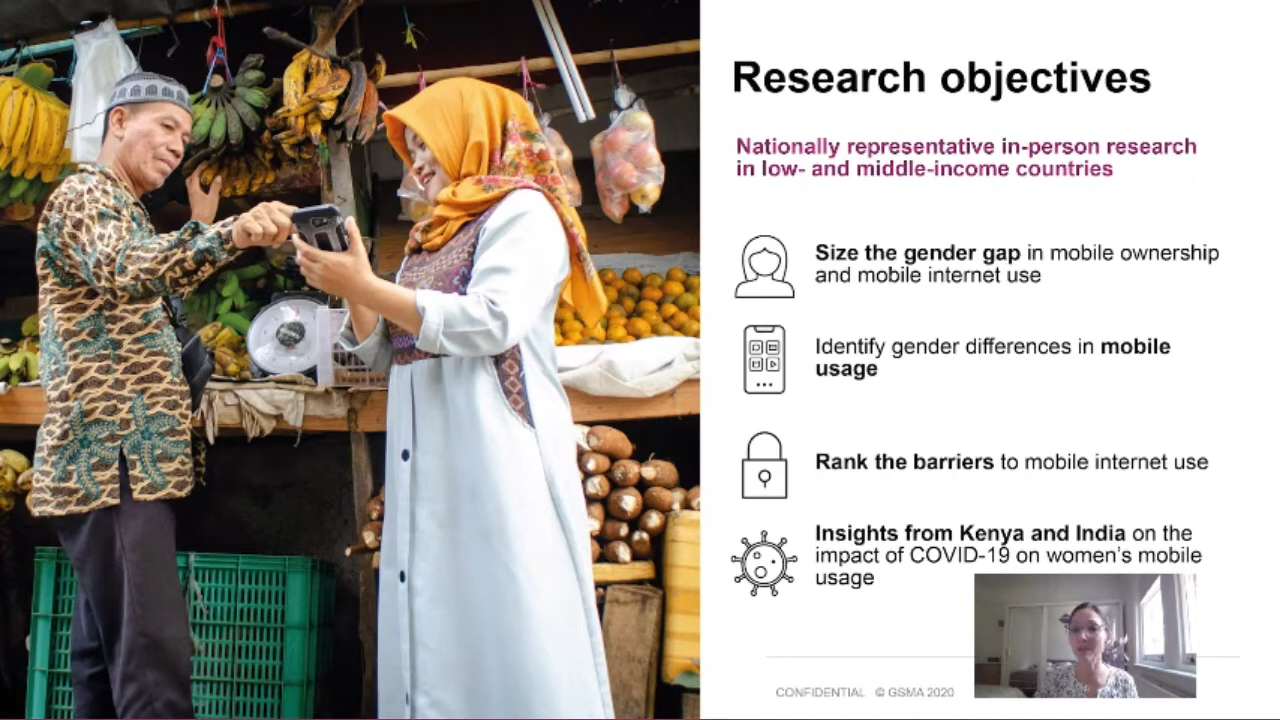 Research objectives
Nationally representative in-person research
in low- and middle-income countries
Size the gender gap in mobile ownership
and mobile internet use
Identify gender differences in mobile
usage
Rank the barriers to mobile internet use
Insights from Kenya and India on the
impact of COVID-19 on women's mobile
usage
CONFIDENTIAL © GSMA 2020